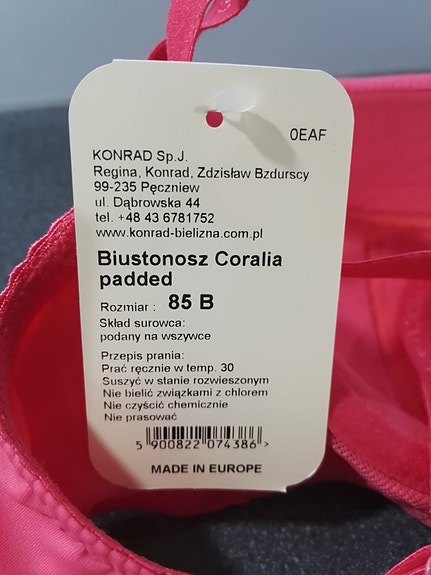 0EAF
KONRAD Sp.J.
Regina, Konrad, Zdzisław Bzdurscy
99-235 Pęczniew
ul. Dąbrowska 44
tel. +48 43 6781752
www.konrad-bielizna.com.pl
Biustonosz Coralia
padded
Rozmiar : 85 B
Skład surowca:
podany na wszywce
Przepis prania:
Prać ręcznie w temp. 30
Suszyć w stanie rozwieszonym
Nie bielić związkami z chlorem
Nie czyścić chemicznie
Nie prasować
5 900822 074386 >
MADE IN EUROPE